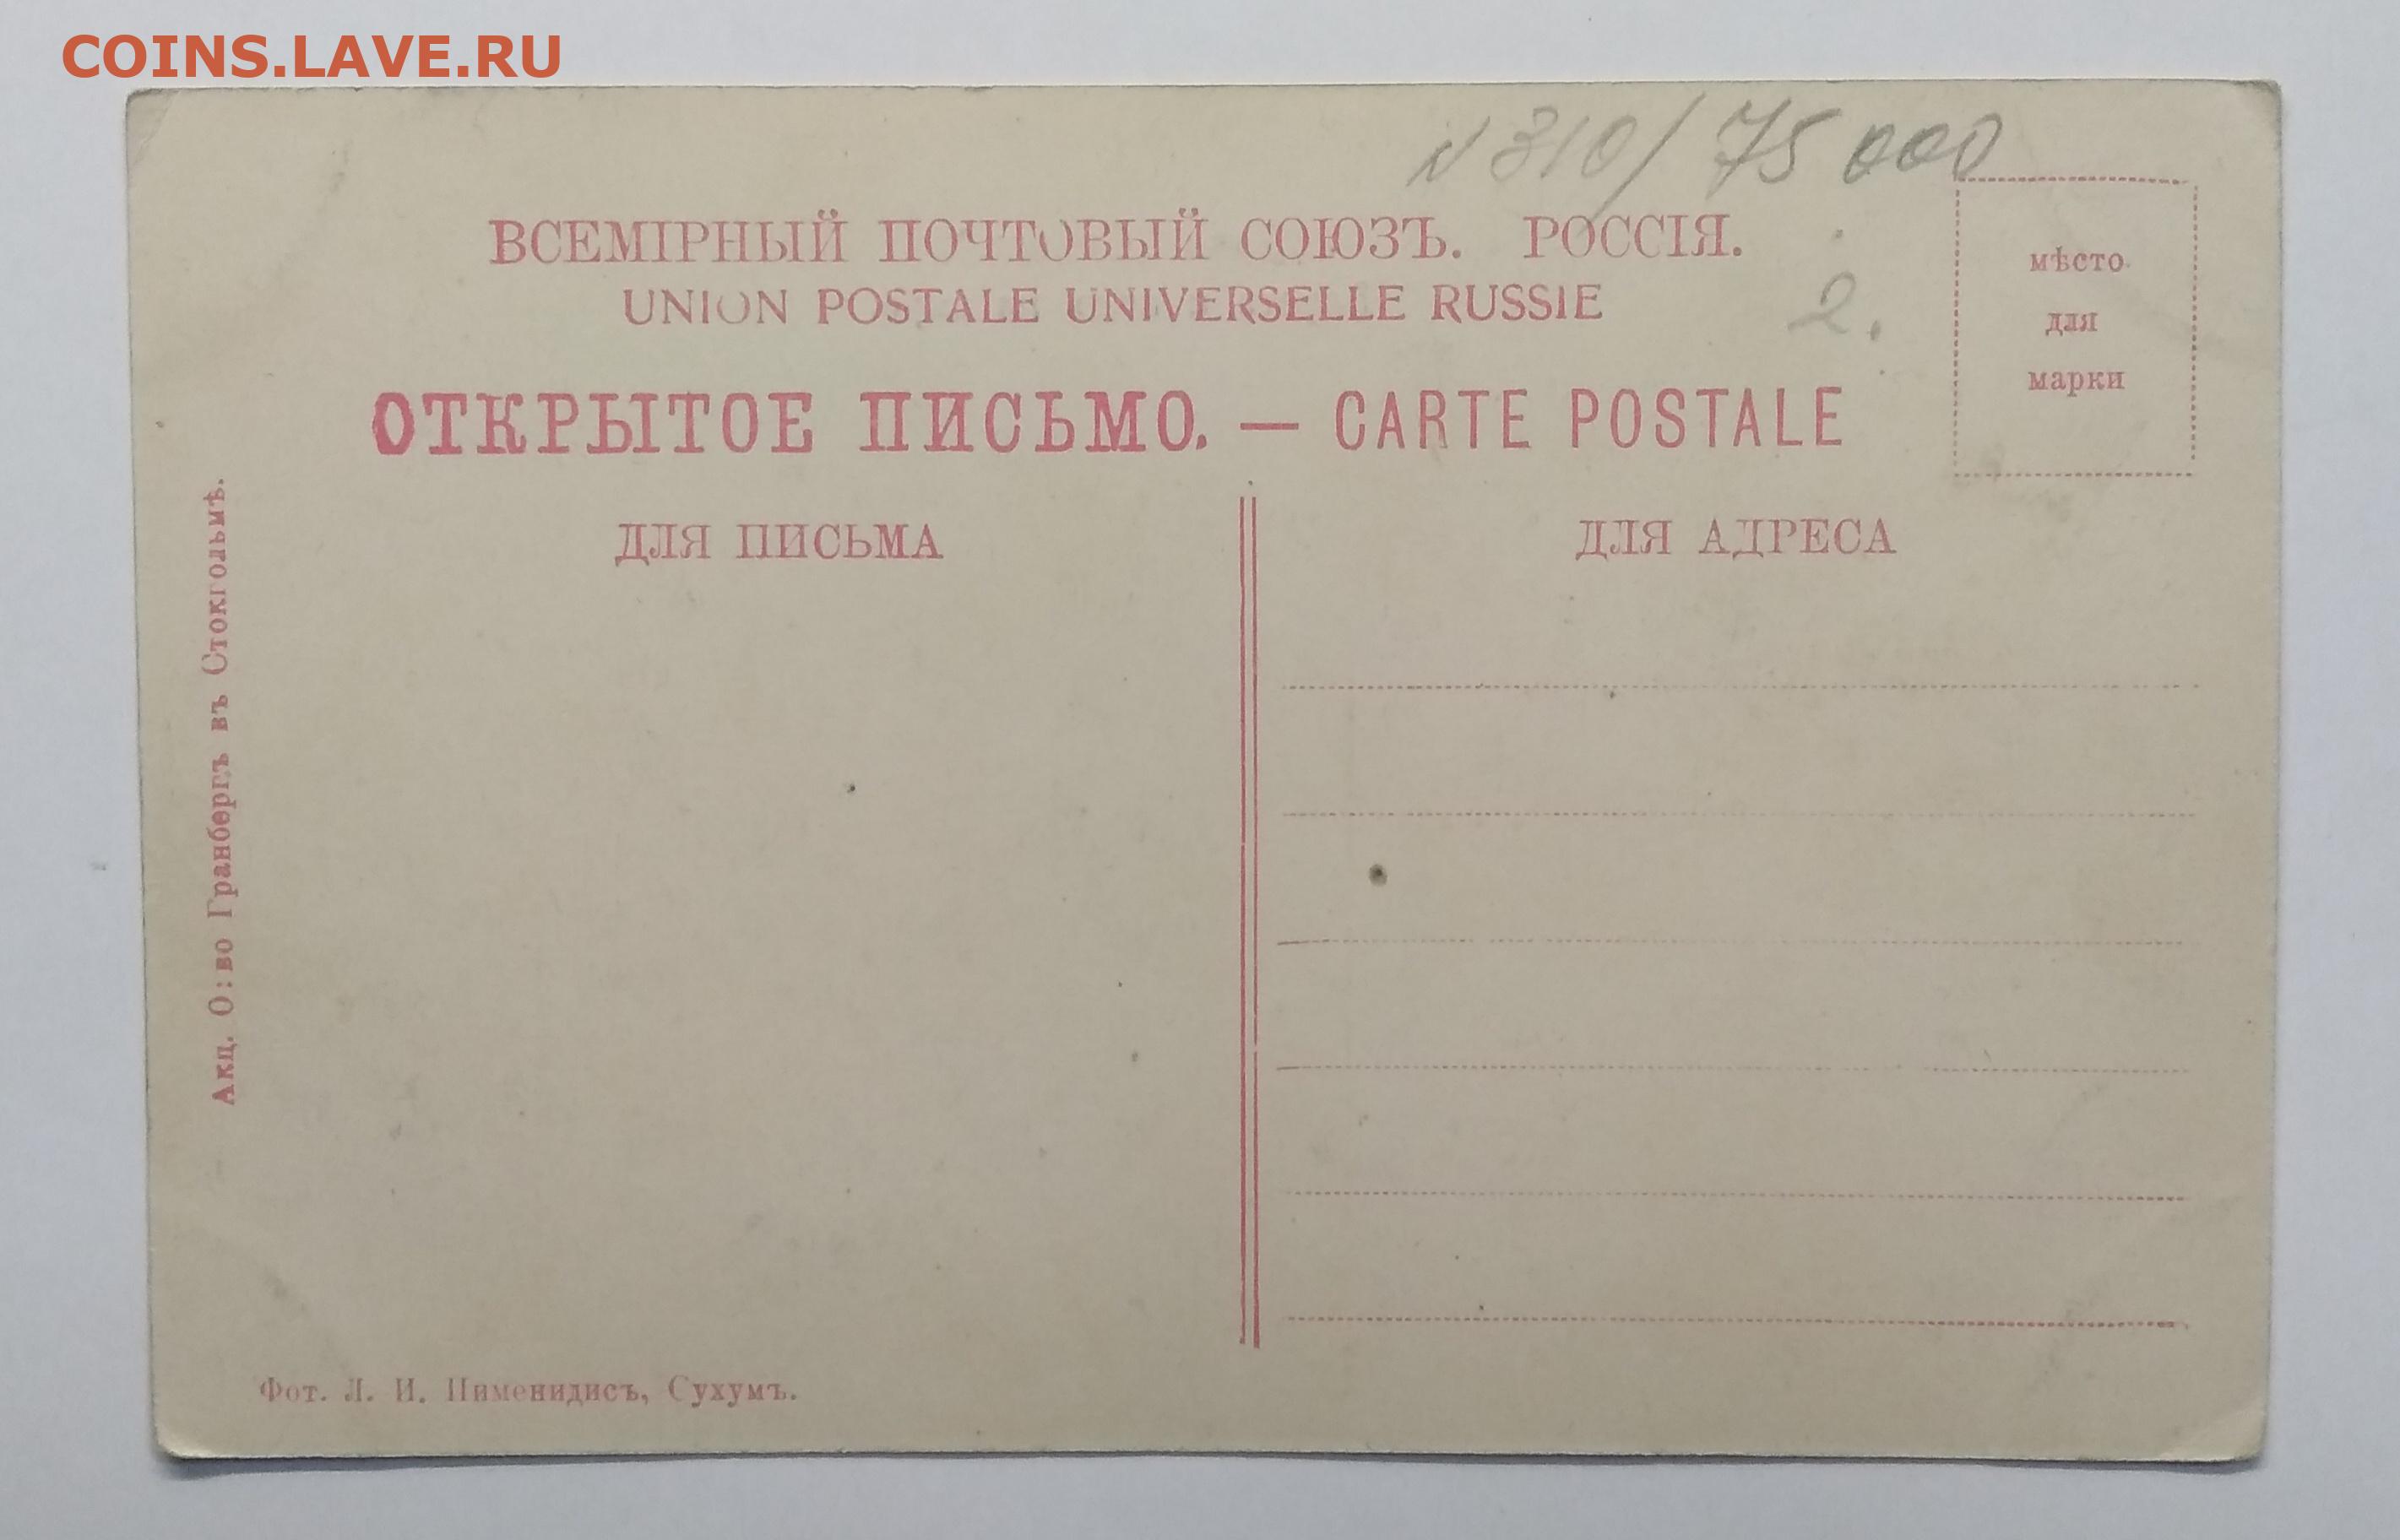 COINS.LAVE.RU
N 310/75000
ВСЕМІРНЫЙ ПОЧТОВЫЙ СОЮЗЪ. РОССІЯ.
UNION POSTALE UNIVERSELLE RUSSIE
2.
мѣсто
для
марки
ОТКРЫТОЕ ПИСЬМО. — CARTE POSTALE
ДЛЯ ПИСЬМА
ДЛЯ АДРЕСА
Акц. О:во Гранбергъ въ Стокгольмѣ.
Фот. Л. И. Пименидисъ, Сухумъ.